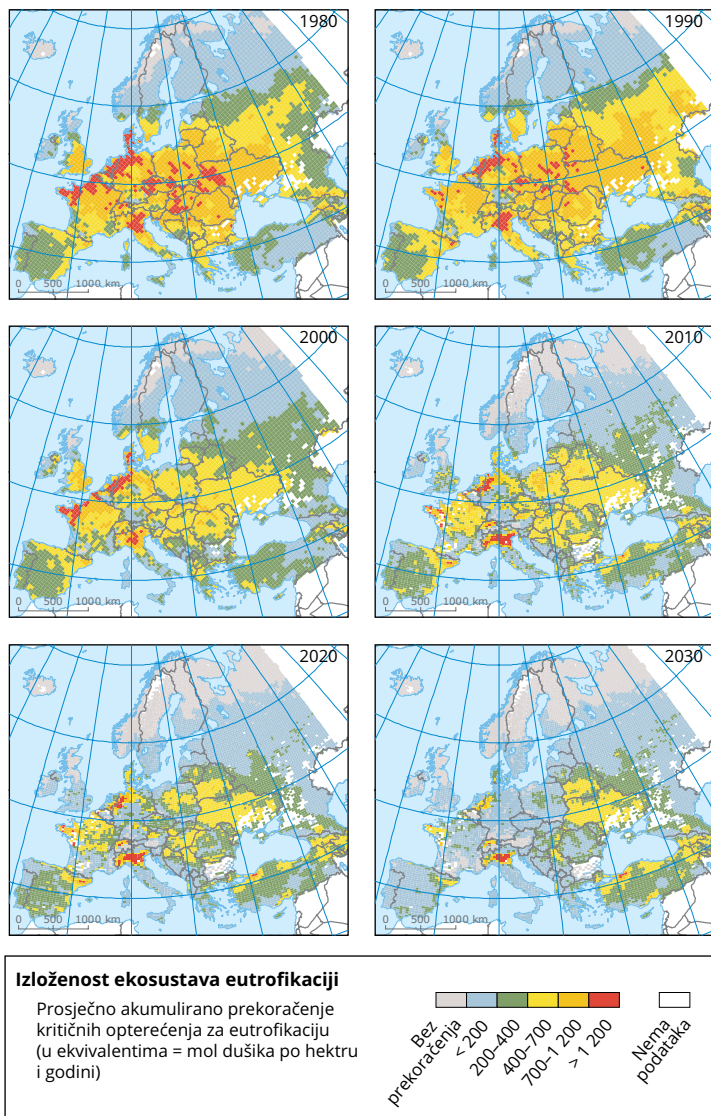 1980
1990
0 500 1000 km
0 500 1000 km
2000
2010
0 500 1000 km
0 500 1000 km
2020
2030
0 500 1000 km
0 500 1000 km
Izloženost ekosustava eutrofikaciji
Prosječno akumulirano prekoračenje
kritičnih opterećenja za eutrofikaciju
(u ekvivalentima = mol dušika po hektru
i godini)
Bez
prekoračenja
< 200
200–400
400–700
700–1 200
> 1 200
Nema
podataka